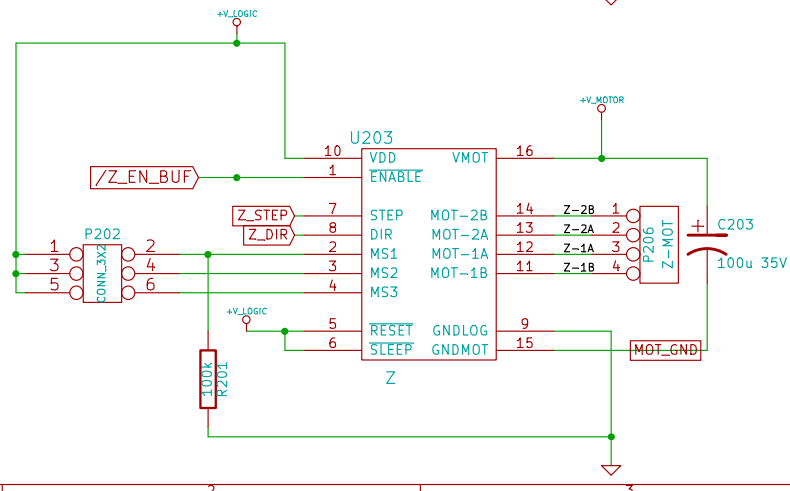 +V_LOGIC
+V_MOTOR
U203
10 VDD VMOT 16
/Z_EN_BUF 1 ENABLE
Z_STEP 7 STEP MOT-2B 14 Z-2B 1
Z_DIR 8 DIR MOT-2A 13 Z-2A 2
2 MS1 MOT-1A 12 Z-1A 3
3 MS2 MOT-1B 11 Z-1B 4
4 MS3
P206
Z-MOT
C203
100u 35V
P202
1 2
3 4
5 6
CONN_3X2
+V_LOGIC
5 RESET GNDLOG 9
6 SLEEP GNDMOT 15 MOT_GND
Z
100k
R201